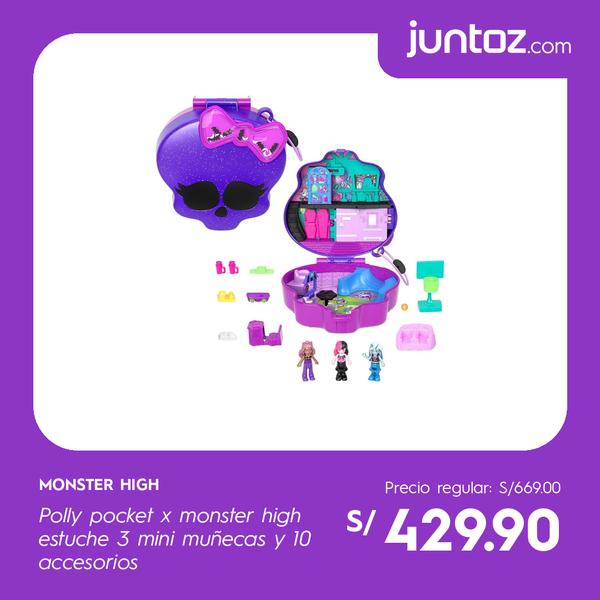 juntoz.com
MONSTER HIGH
Polly pocket x monster high
estuche 3 mini muñecas y 10
accesorios
Precio regular: S/669.00
S/ 429.90